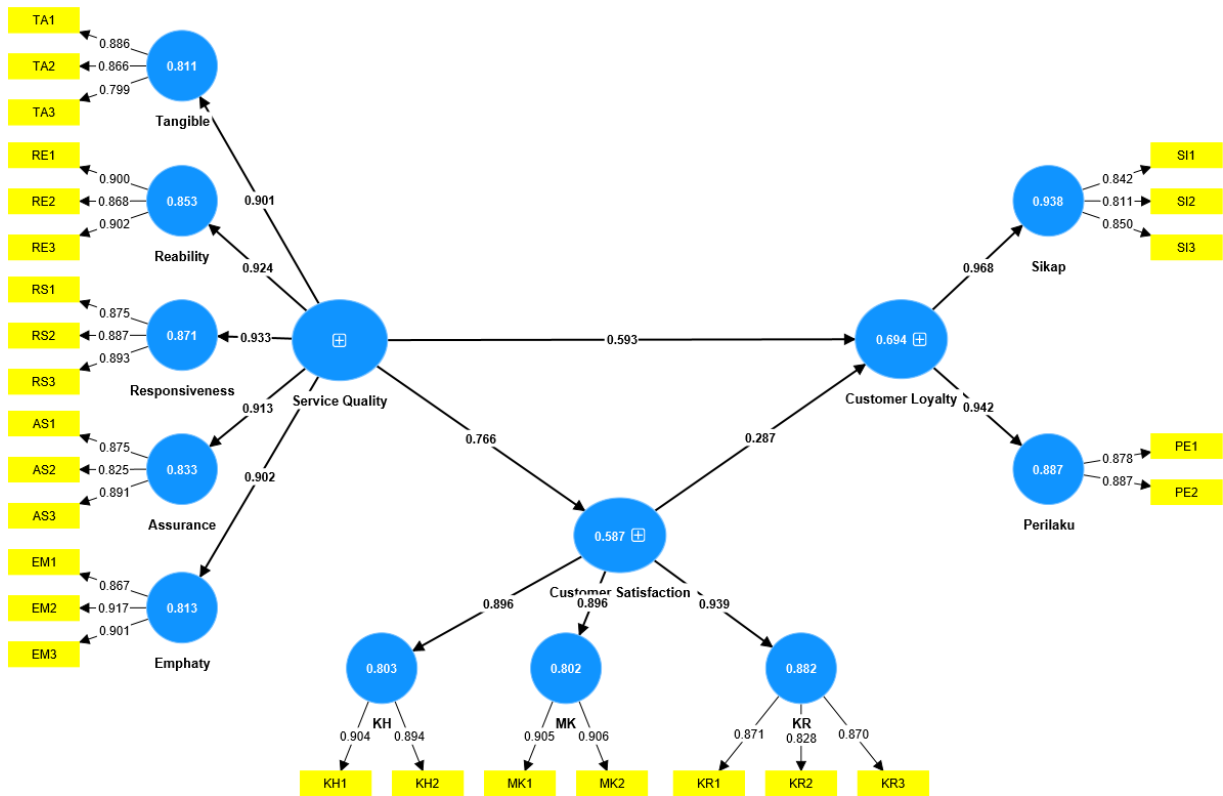 TA1
0.886
TA2
0.866
0.811
0.799
TA3
Tangible
RE1
0.900
RE2
0.868
0.853
0.902
RE3
Reability
0.901
0.924
RS1
0.875
RS2
0.887
0.871
0.893
RS3
Responsiveness
0.933
Service Quality
0.913
AS1
0.875
AS2
0.825
0.833
0.891
AS3
Assurance
0.902
EM1
0.867
EM2
0.917
0.813
0.901
EM3
Emphaty
0.593
0.766
0.287
0.694
Customer Loyalty
0.968
0.942
0.938
Sikap
0.842
SI1
0.811
SI2
0.850
SI3
0.887
Perilaku
0.878
PE1
0.887
PE2
0.587
Customer Satisfaction
0.896
0.896
0.939
0.803
KH
0.904
0.894
KH1
KH2
0.802
MK
0.905
0.906
MK1
MK2
0.882
KR
0.871
0.828
0.870
KR1
KR2
KR3